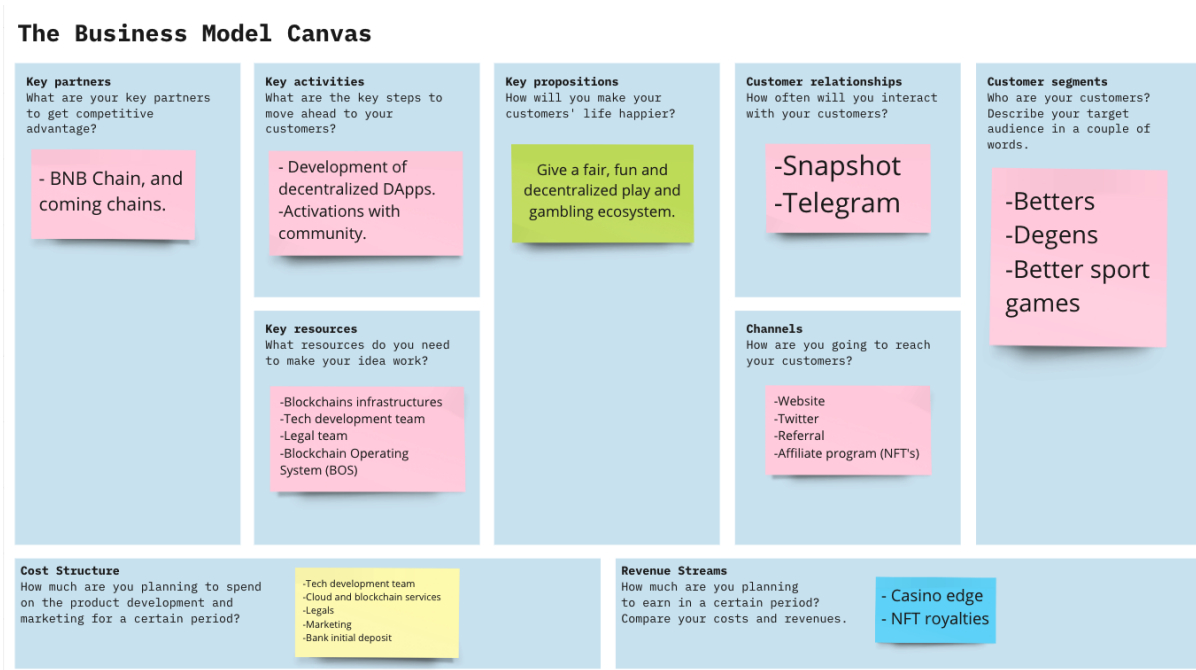 The Business Model Canvas
Key partners
What are your key partners
to get competitive
advantage?
- BNB Chain, and
coming chains.
Key activities
What are the key steps to
move ahead to your
customers?
- Development of
decentralized DApps.
-Activations with
community.
Key resources
What resources do you need
to make your idea work?
-Blockchains infrastructures
-Tech development team
-Legal team
-Blockchain Operating
System (BOS)
Key propositions
How will you make your
customers' life happier?
Give a fair, fun and
decentralized play and
gambling ecosystem.
Customer relationships
How often will you interact
with your customers?
-Snapshot
-Telegram
Channels
How are you going to reach
your customers?
-Website
-Twitter
-Referral
-Affiliate program (NFT's)
Customer segments
Who are your customers?
Describe your target
audience in a couple of
words.
-Betters
-Degens
-Better sport
games
Cost Structure
How much are you planning to spend
on the product development and
marketing for a certain period?
-Tech development team
-Cloud and blockchain services
-Legals
-Marketing
-Bank initial deposit
Revenue Streams
How much are you planning
to earn in a certain period?
Compare your costs and revenues.
- Casino edge
- NFT royalties